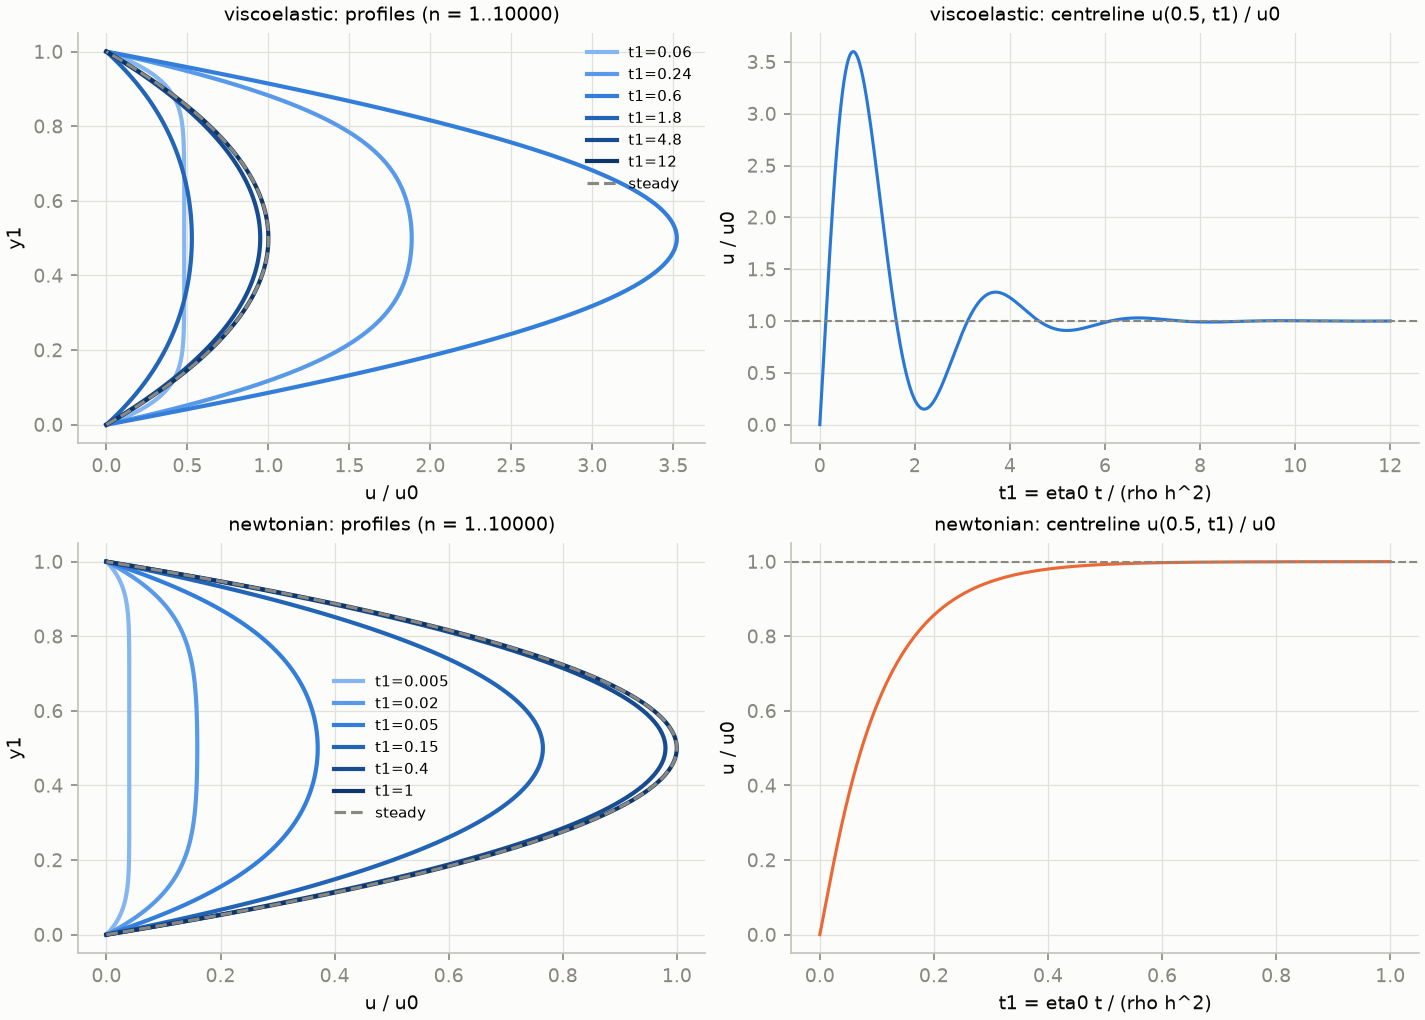 viscoelastic: profiles (n = 1..10000)
1.0
0.8
0.6
0.4
0.2
0.0
y1
t1=0.06
t1=0.24
t1=0.6
t1=1.8
t1=4.8
t1=12
steady
0.0 0.5 1.0 1.5 2.0 2.5 3.0 3.5
u / u0
viscoelastic: centreline u(0.5, t1) / u0
3.5
3.0
2.5
2.0
1.5
1.0
0.5
0.0
u / u0
0 2 4 6 8 10 12
t1 = eta0 t / (rho h^2)
newtonian: profiles (n = 1..10000)
1.0
0.8
0.6
0.4
0.2
0.0
y1
t1=0.005
t1=0.02
t1=0.05
t1=0.15
t1=0.4
t1=1
steady
0.0 0.2 0.4 0.6 0.8 1.0
u / u0
newtonian: centreline u(0.5, t1) / u0
1.0
0.8
0.6
0.4
0.2
0.0
u / u0
0.0 0.2 0.4 0.6 0.8 1.0
t1 = eta0 t / (rho h^2)